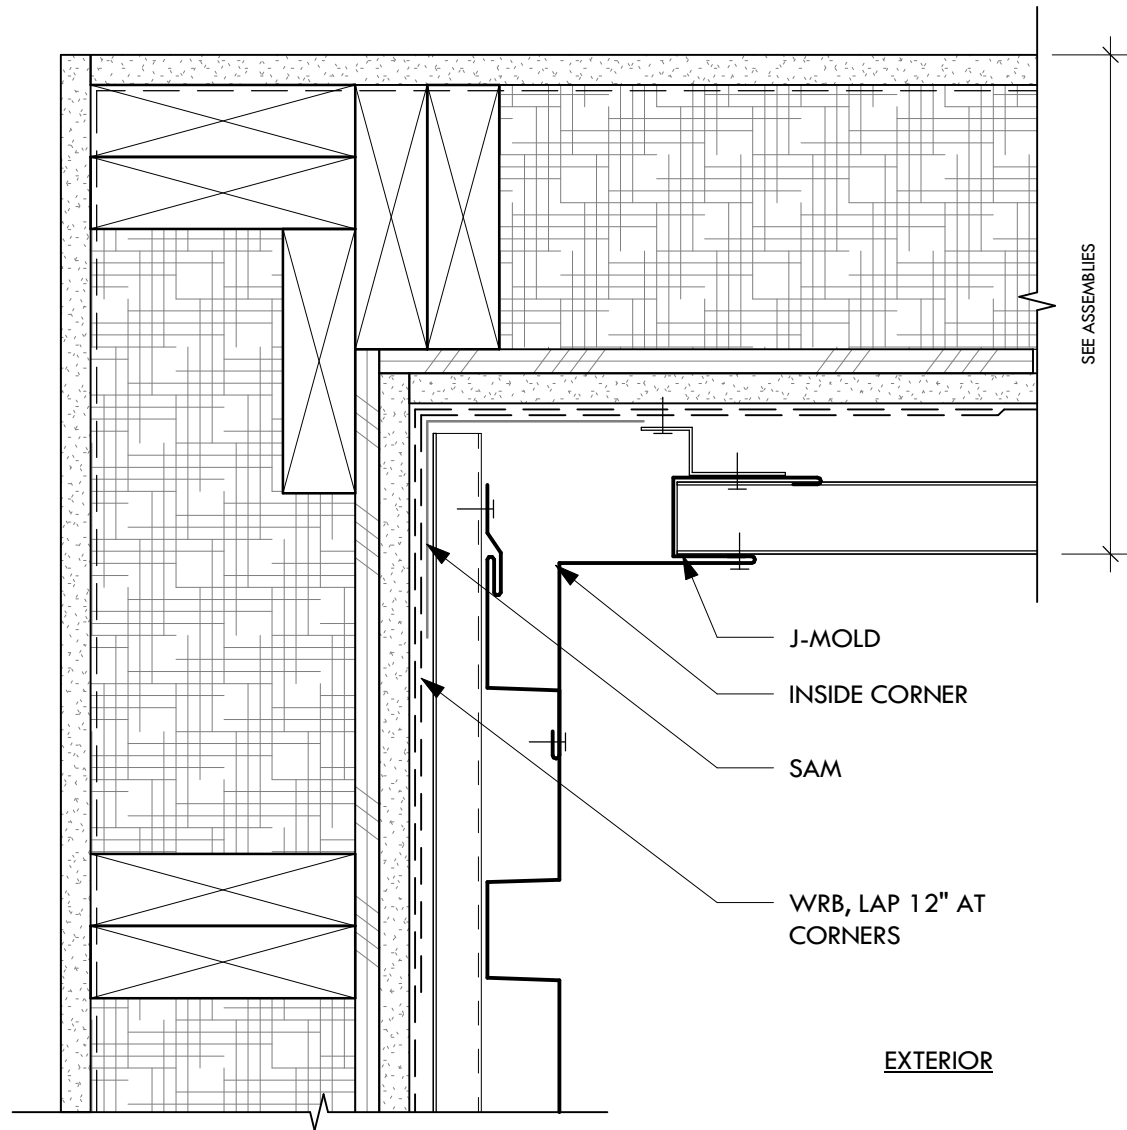 SEE ASSEMBLIES
J-MOLD
INSIDE CORNER
SAM
WRB, LAP 12" AT
CORNERS
EXTERIOR